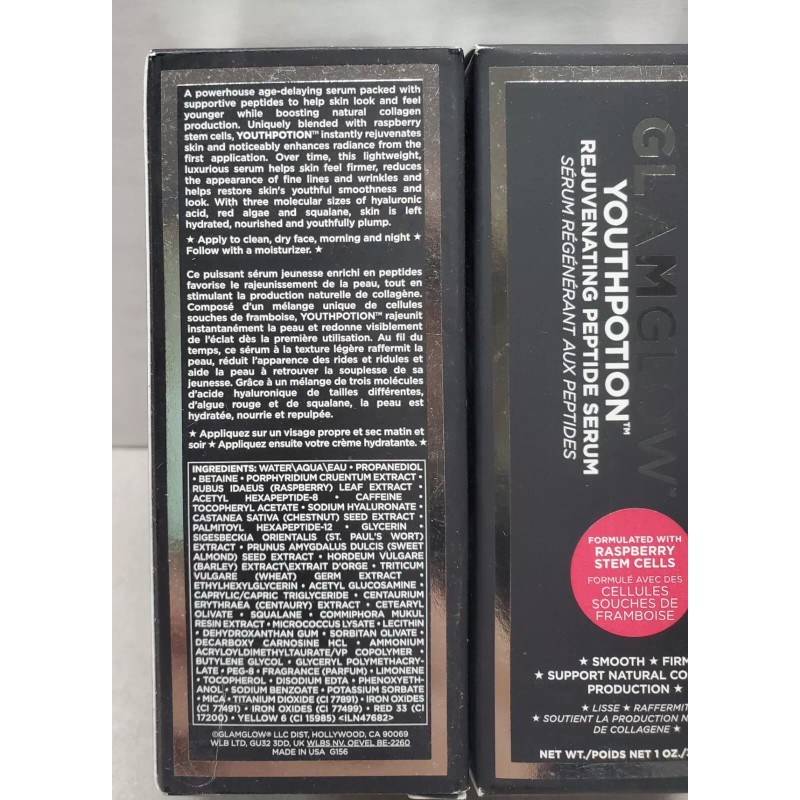 A powerhouse age-delaying serum packed with
supportive peptides to help skin look and feel
younger while boosting natural collagen
production. Uniquely blended with raspberry
stem cells, YOUTHPOTION™ instantly rejuvenates
skin and noticeably enhances radiance from the
first application. Over time, this lightweight,
luxurious serum helps skin feel firmer, reduces
the appearance of fine lines and wrinkles and
helps restore skin's youthful smoothness and
look. With three molecular sizes of hyaluronic
acid, red algae and squalane, skin is left
hydrated, nourished and youthfully plump.
★ Apply to clean, dry face, morning and night ★
Follow with a moisturizer. ★
Ce puissant sérum jeunesse enrichi en peptides
favorise le rajeunissement de la peau, tout en
stimulant la production naturelle de collagène.
Composé d'un mélange unique de cellules
souches de framboise, YOUTHPOTION™ rajeunit
instantanément la peau et redonne visiblement
de l'éclat dès la première utilisation. Au fil du
temps, ce sérum à la texture légère raffermit la
peau, réduit l'apparence des rides et ridules et
aide la peau à retrouver la souplesse de sa
jeunesse. Grâce à un mélange de trois molécules
d'acide hyaluronique de tailles différentes,
d'algue rouge et de squalane, la peau est
hydratée, nourrie et repulpée.
★ Appliquez sur un visage propre et sec matin et
soir ★ Appliquez ensuite votre crème hydratante. ★
INGREDIENTS: WATER\AQUA\EAU • PROPANEDIOL
• BETAINE • PORPHYRIDIUM CRUENTUM EXTRACT •
RUBUS IDAEUS (RASPBERRY) LEAF EXTRACT •
ACETYL HEXAPEPTIDE-8 • CAFFEINE •
TOCOPHERYL ACETATE • SODIUM HYALURONATE •
CASTANEA SATIVA (CHESTNUT) SEED EXTRACT •
PALMITOYL HEXAPEPTIDE-12 • GLYCERIN •
SIGESBECKIA ORIENTALIS (ST. PAUL'S WORT)
EXTRACT • PRUNUS AMYGDALUS DULCIS (SWEET
ALMOND) SEED EXTRACT • HORDEUM VULGARE
(BARLEY) EXTRACT\EXTRAIT D'ORGE • TRITICUM
VULGARE (WHEAT) GERM EXTRACT •
ETHYLHEXYLGLYCERIN • ACETYL GLUCOSAMINE •
CAPRYLIC/CAPRIC TRIGLYCERIDE • CENTAURIUM
ERYTHRAEA (CENTAURY) EXTRACT • CETEARYL
OLIVATE • SQUALANE • COMMIPHORA MUKUL
RESIN EXTRACT • MICROCOCCUS LYSATE • LECITHIN
• DEHYDROXANTHAN GUM • SORBITAN OLIVATE •
DECARBOXY CARNOSINE HCL • AMMONIUM
ACRYLOYLDIMETHYLTAURATE/VP COPOLYMER •
BUTYLENE GLYCOL • GLYCERYL POLYMETHACRY-
LATE • PEG-8 • FRAGRANCE (PARFUM) • LIMONENE
• TOCOPHEROL • DISODIUM EDTA • PHENOXYETH-
ANOL • SODIUM BENZOATE • POTASSIUM SORBATE
• MICA • TITANIUM DIOXIDE (CI 77891) • IRON OXIDES
(CI 77491) • IRON OXIDES (CI 77499) • RED 33 (CI
17200) • YELLOW 6 (CI 15985) <ILN47682>
©GLAMGLOW® LLC DIST, HOLLYWOOD, CA 90069
WLB LTD, GU32 3DD, UK WLBS NV. OEVEL BE-2260
MADE IN USA G156
GLAMGLOW
YOUTHPOTION™
REJUVENATING PEPTIDE SERUM
SÉRUM RÉGÉNÉRANT AUX PEPTIDES
FORMULATED WITH
RASPBERRY
STEM CELLS
FORMULÉ AVEC DES
CELLULES
SOUCHES DE
FRAMBOISE
★ SMOOTH ★ FIRM
★ SUPPORT NATURAL CO
PRODUCTION ★
★ LISSE ★ RAFFERMIT
★ SOUTIENT LA PRODUCTION N
DE COLLAGENE ★
NET WT./POIDS NET 1 OZ./